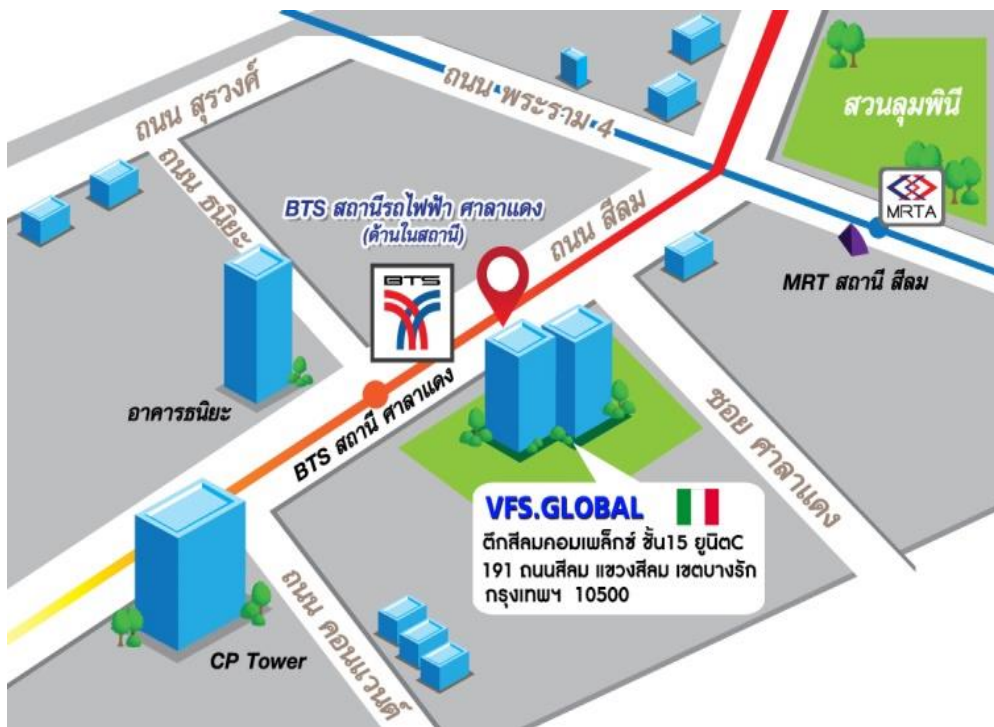 ถนน สุรวงศ์
ถนน พระราม 4
สวนลุมพินี
ถนน ธนิยะ
BTS สถานีรถไฟฟ้า ศาลาแดง
(ด้านในสถานี)
ถนน สีลม
MRTA
MRT สถานี สีลม
BTS
อาคารธนิยะ
BTS สถานี ศาลาแดง
ซอย ศาลาแดง
VFS.GLOBAL
ตึกสีลมคอมเพล็กซ์ ชั้น15 ยูนิตC
191 ถนนสีลม แขวงสีลม เขตบางรัก
กรุงเทพฯ 10500
ถนน คอนแวนต์
CP Tower